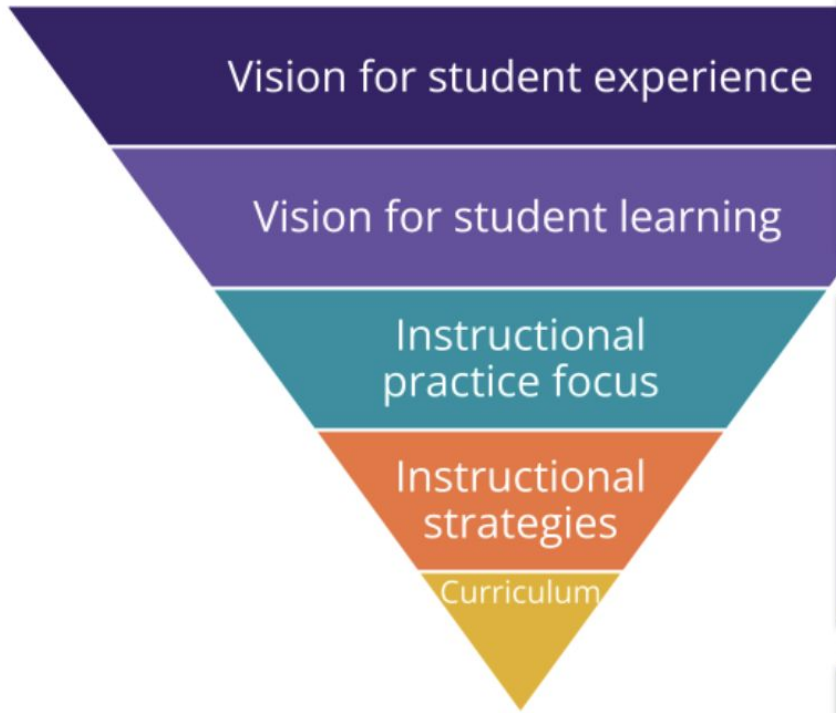 Vision for student experience
Vision for student learning
Instructional
practice focus
Instructional
strategies
Curriculum